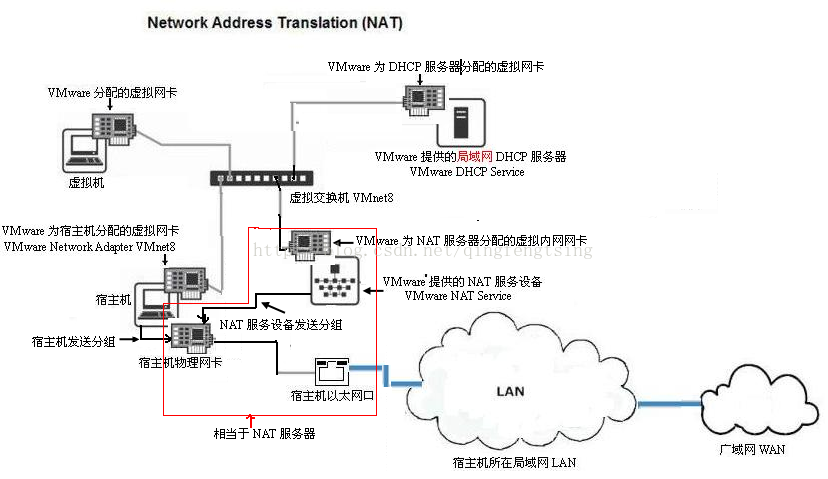 Network Address Translation (NAT)
VMware 为 DHCP 服务器分配的虚拟网卡
VMware 分配的虚拟网卡
虚拟机
VMware 提供的局域网 DHCP 服务器
VMware DHCP Service
虚拟交换机 VMnet8
VMware 为宿主机分配的虚拟网卡
VMware Network Adapter VMnet8
VMware 为 NAT 服务器分配的虚拟内网网卡
http://blog.csdn.net/qingfengtsing
宿主机
VMware 提供的 NAT 服务设备
VMware NAT Service
NAT 服务设备发送分组
宿主机发送分组
宿主机物理网卡
宿主机以太网口
LAN
相当于 NAT 服务器
宿主机所在局域网 LAN
广域网 WAN